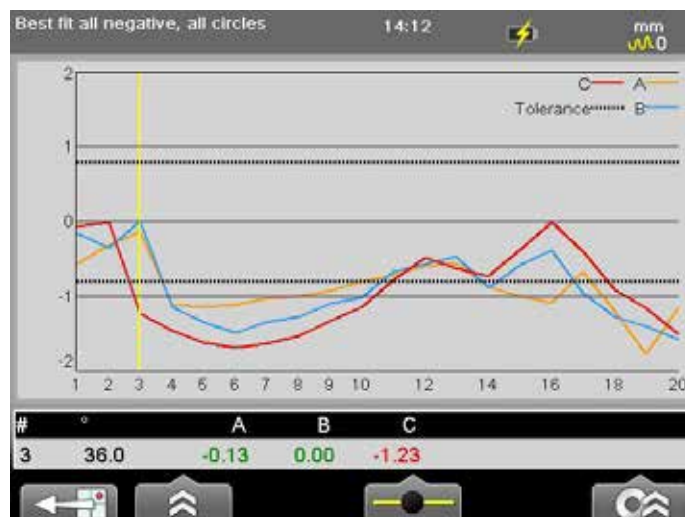 Best fit all negative, all circles 14:12 mm
0
2
C A
Tolerance B
1
0
-1
-2
1 2 3 4 5 6 7 8 9 10 12 14 16 18 20
# ° A B C
3 36.0 -0.13 0.00 -1.23